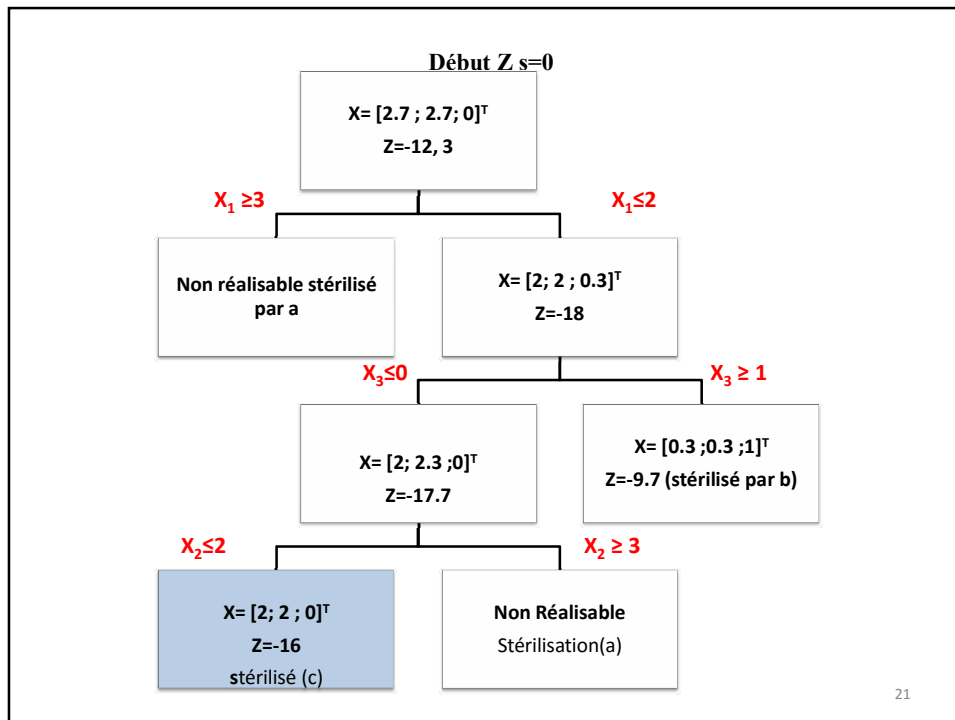 Début Z s=0
X= [2.7 ; 2.7; 0]ᵀ
Z=-12, 3
X₁ ≥3
X₁≤2
Non réalisable stérilisé
par a
X= [2; 2 ; 0.3]ᵀ
Z=-18
X₃≤0
X₃ ≥ 1
X= [2; 2.3 ;0]ᵀ
Z=-17.7
X= [0.3 ;0.3 ;1]ᵀ
Z=-9.7 (stérilisé par b)
X₂≤2
X₂ ≥ 3
X= [2; 2 ; 0]ᵀ
Z=-16
stérilisé (c)
Non Réalisable
Stérilisation(a)
21